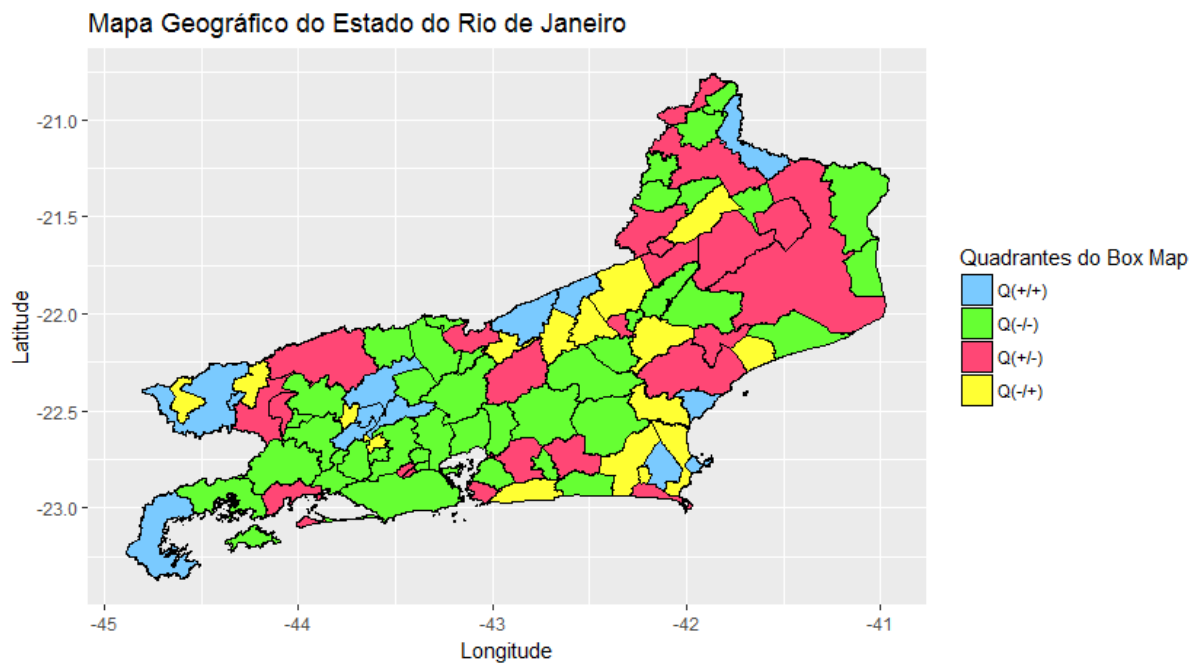 Mapa Geográfico do Estado do Rio de Janeiro
-21.0
-21.5
-22.0
-22.5
-23.0
Latitude
-45
-44
-43
-42
-41
Longitude
Quadrantes do Box Map
Q(+/+)
Q(-/-)
Q(+/-)
Q(-/+)